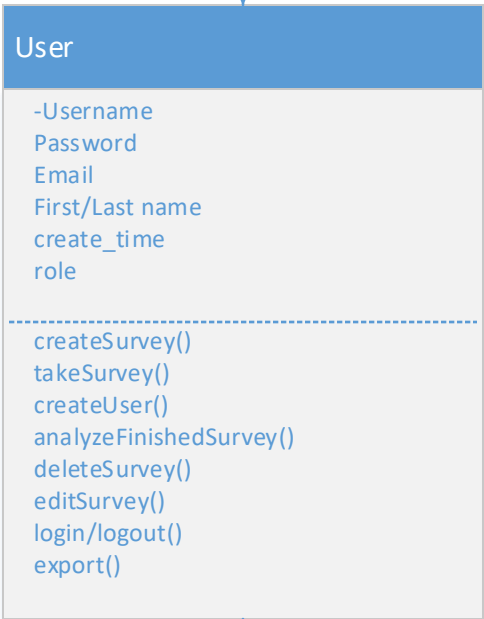 User
-Username
Password
Email
First/Last name
create_time
role
createSurvey()
takeSurvey()
createUser()
analyzeFinishedSurvey()
deleteSurvey()
editSurvey()
login/logout()
export()